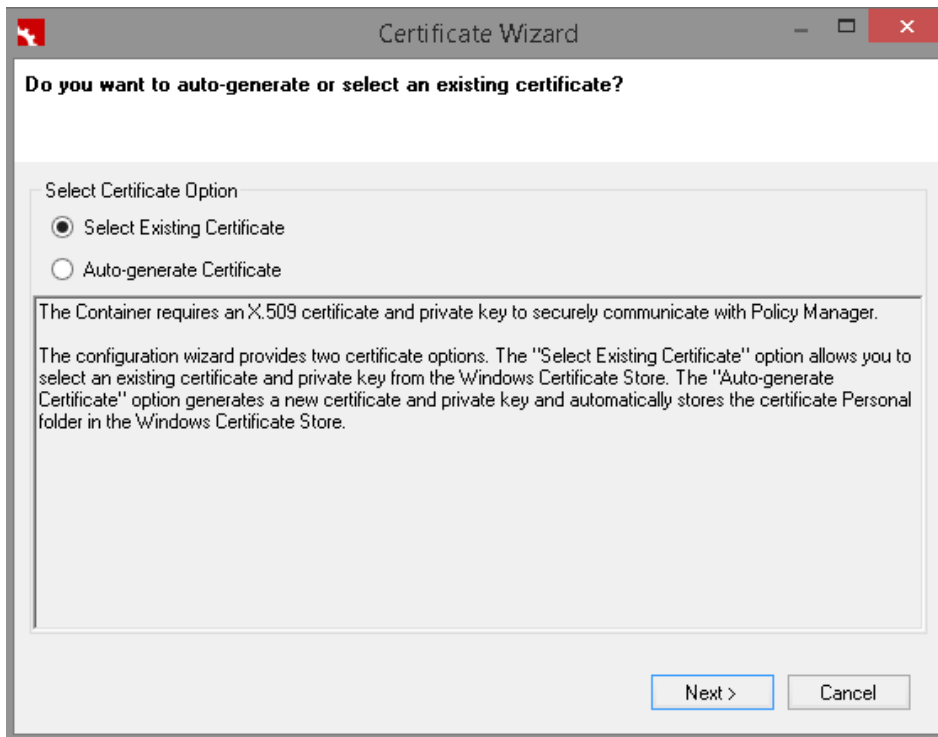 Certificate Wizard
Do you want to auto-generate or select an existing certificate?
Select Certificate Option
Select Existing Certificate
Auto-generate Certificate
The Container requires an X.509 certificate and private key to securely communicate with Policy Manager.
The configuration wizard provides two certificate options. The "Select Existing Certificate" option allows you to
select an existing certificate and private key from the Windows Certificate Store. The "Auto-generate
Certificate" option generates a new certificate and private key and automatically stores the certificate Personal
folder in the Windows Certificate Store.
Next >
Cancel